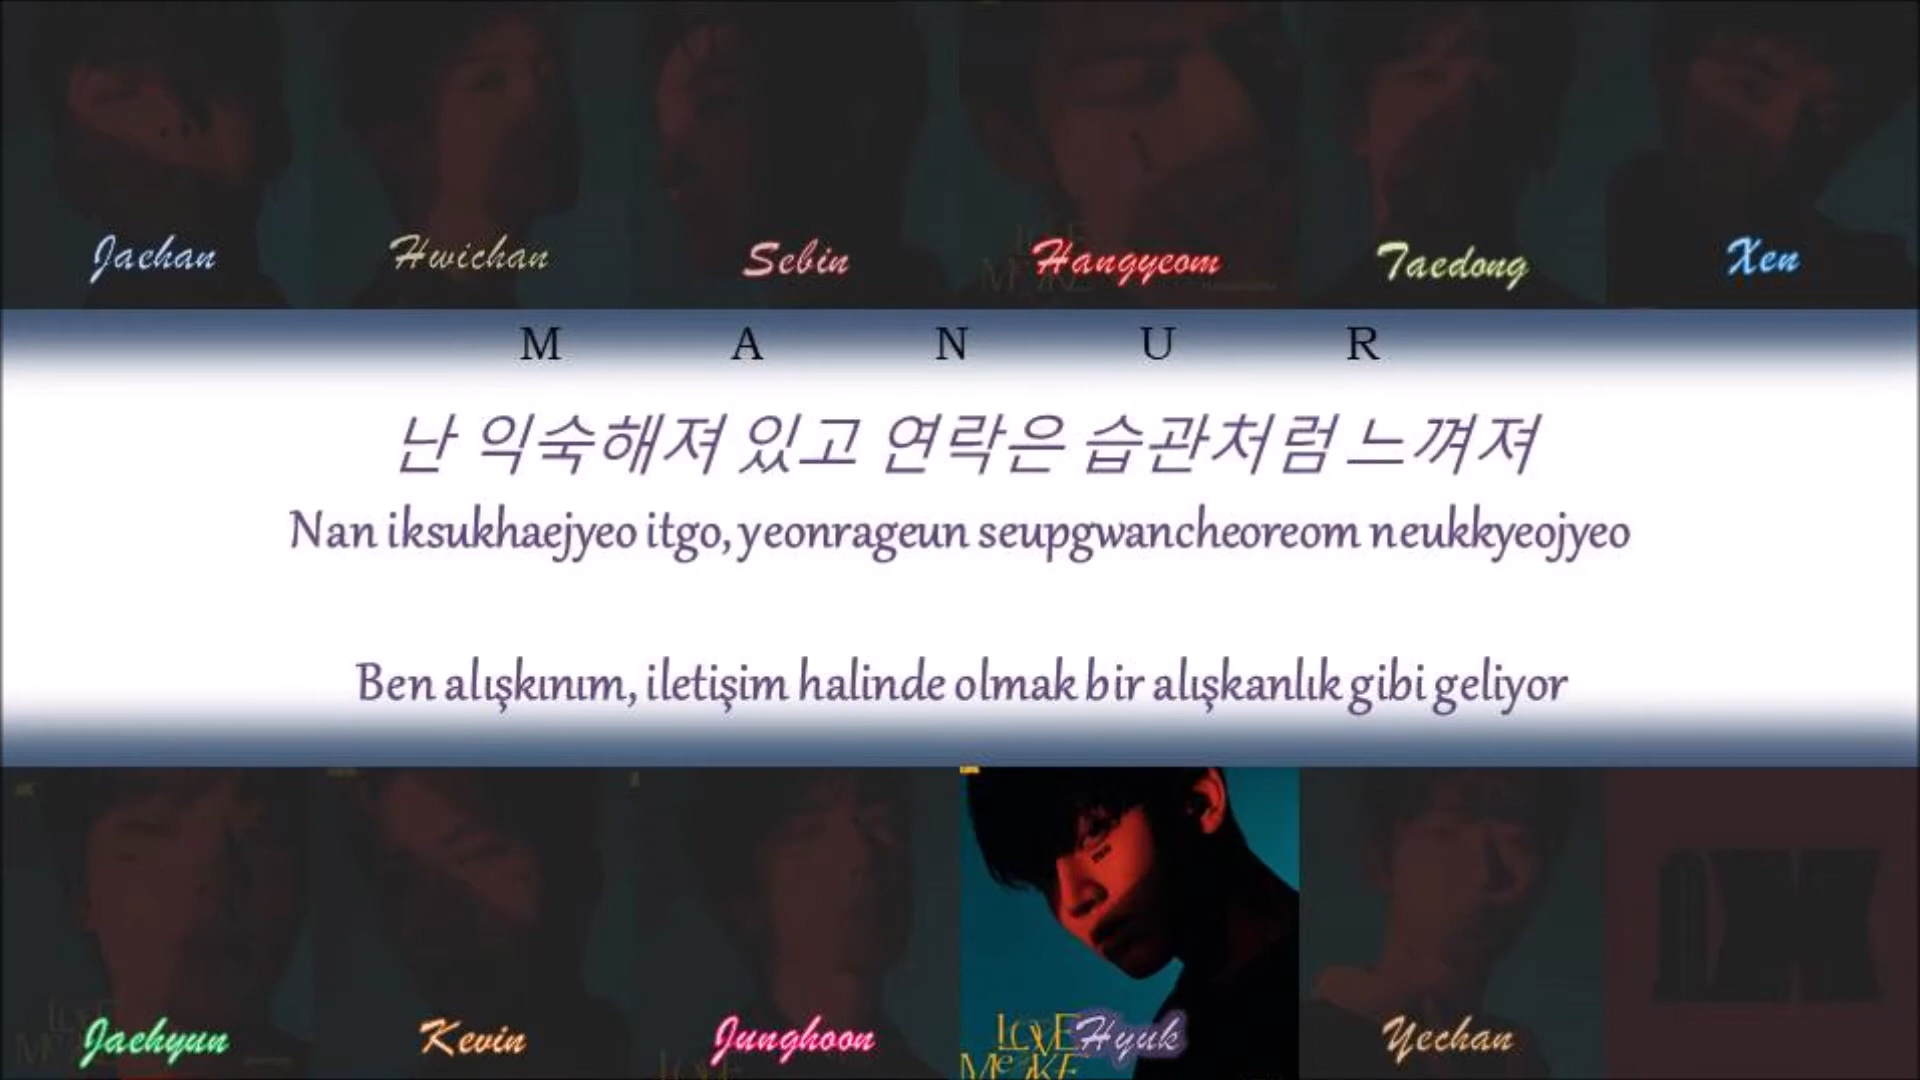 Jaehan Hwichan Sebin Hangyeom Taedong Xen
M A N U R
난 익숙해져 있고 연락은 습관처럼 느껴져
Nan iksukhaejyeo itgo, yeonrageun seupgwancheoreom neukkyeojyeo
Ben alışkınım, iletişim halinde olmak bir alışkanlık gibi geliyor
Jaehyun Kevin Junghoon Hyuk Yechan
LOVE